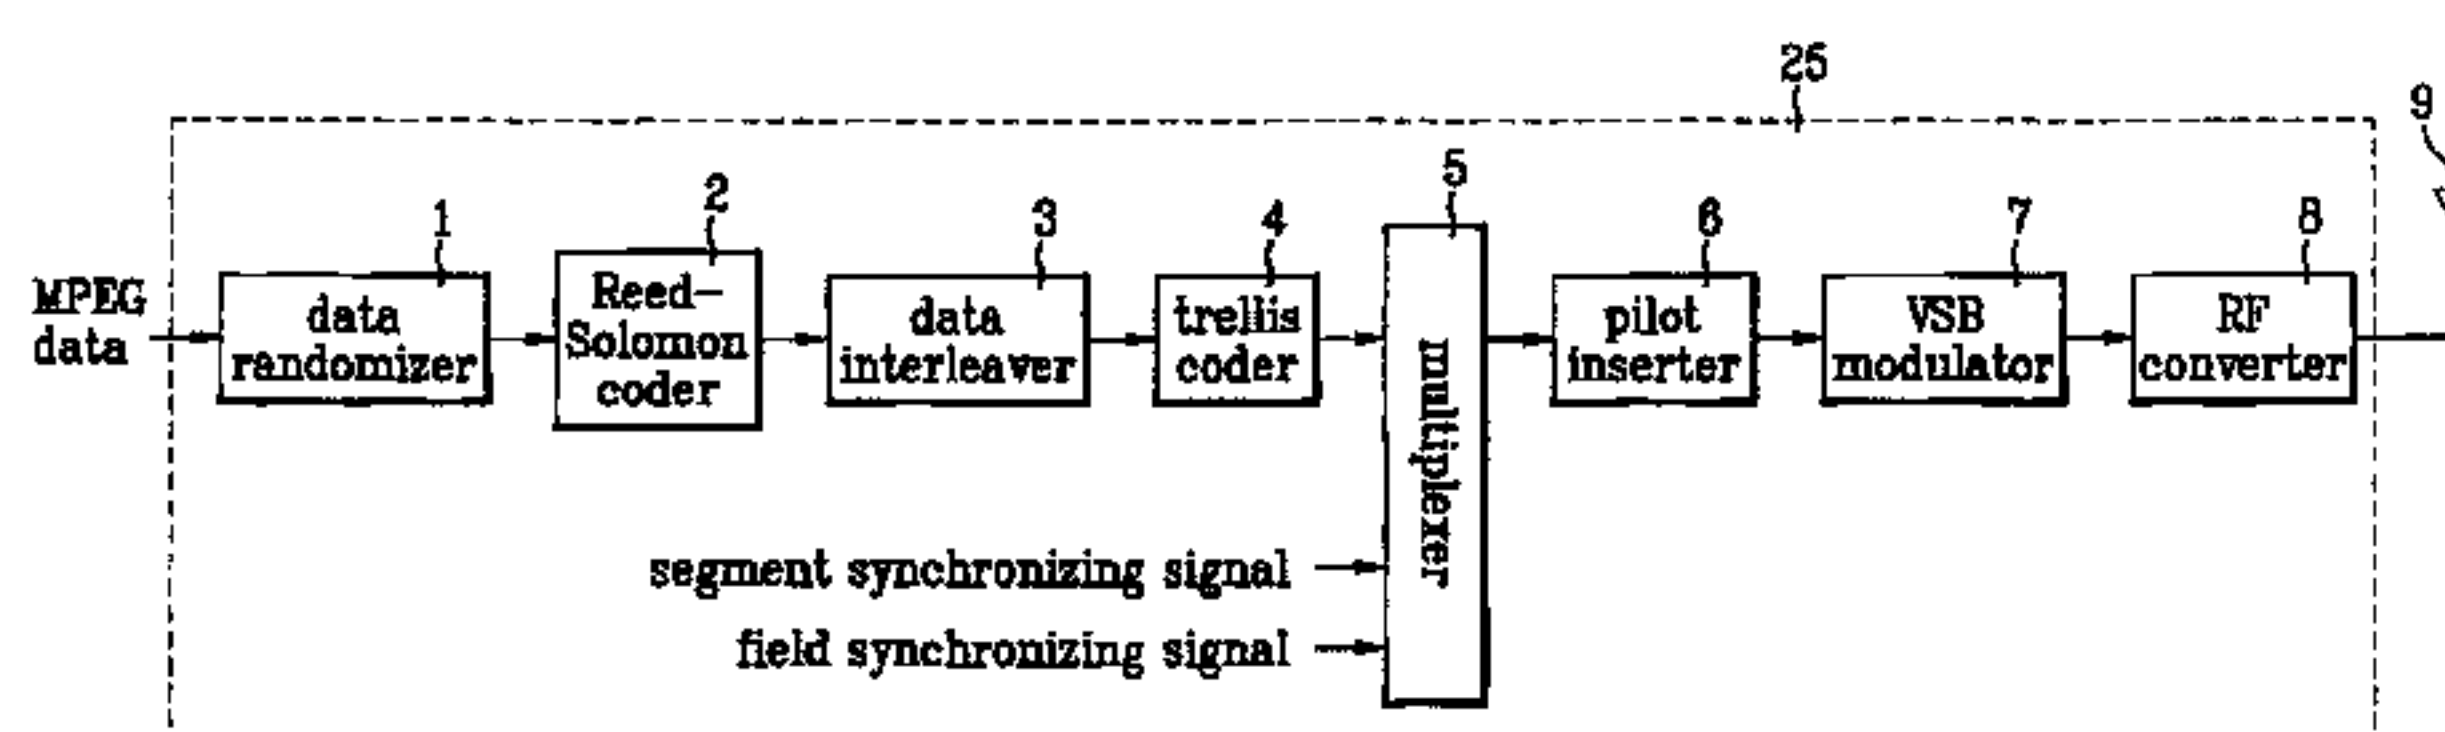 25
9
5
2
1
3
4
6
7
8
MPEG
data
data
randomizer
Reed-
Solomon
coder
data
interleaver
trellis
coder
multiplexer
pilot
inserter
VSB
modulator
RF
converter
segment synchronizing signal
field synchronizing signal